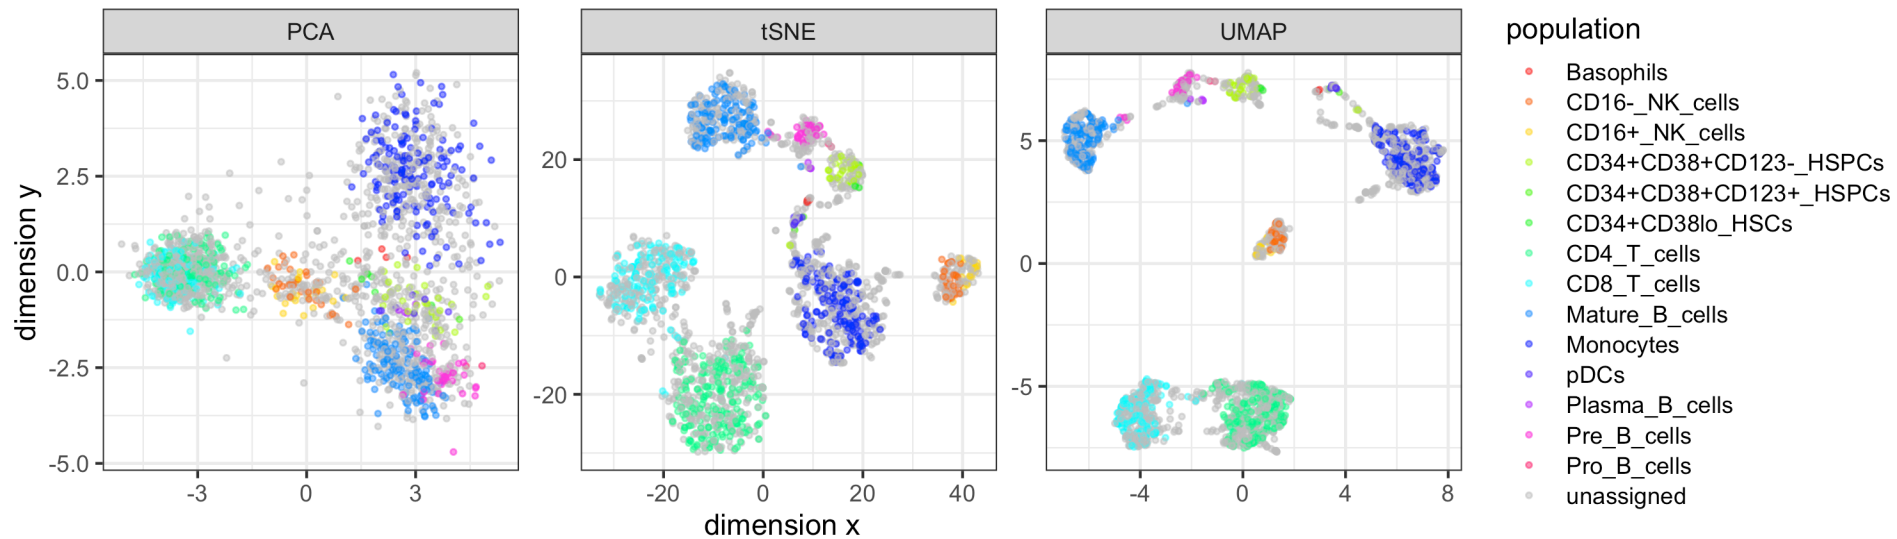 PCA
tSNE
UMAP
dimension y
5.0
2.5
0.0
-2.5
-5.0
-3
0
3
20
0
-20
-20
0
20
40
5
0
-5
-4
0
4
8
dimension x
population
Basophils
CD16-_NK_cells
CD16+_NK_cells
CD34+CD38+CD123-_HSPCs
CD34+CD38+CD123+_HSPCs
CD34+CD38lo_HSCs
CD4_T_cells
CD8_T_cells
Mature_B_cells
Monocytes
pDCs
Plasma_B_cells
Pre_B_cells
Pro_B_cells
unassigned